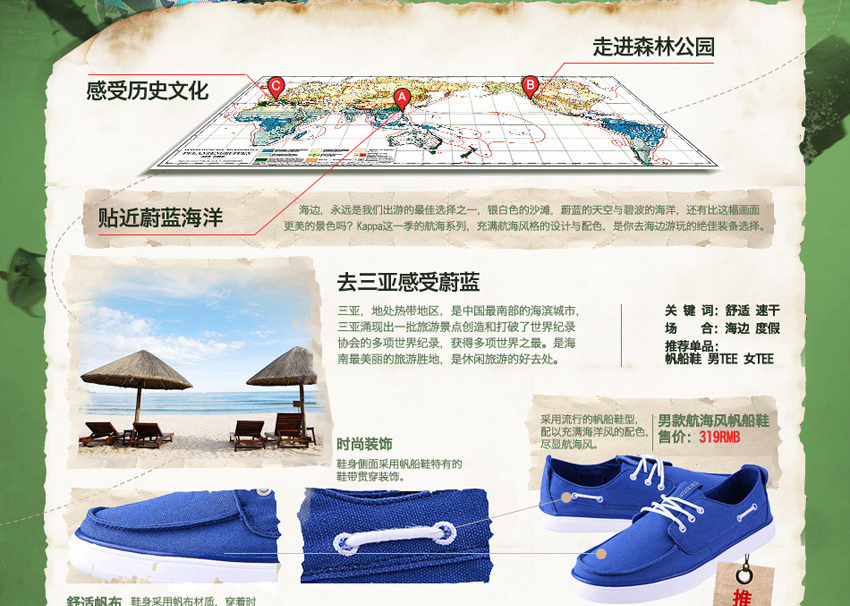 走进森林公园
感受历史文化
C
A
B
贴近蔚蓝海洋
海边，永远是我们出游的最佳选择之一，银白色的沙滩，蔚蓝的天空与碧波的海洋，还有比这幅画面
更美的景色吗？Kappa这一季的航海系列，充满航海风格的设计与配色，是你去海边游玩的绝佳装备选择。
去三亚感受蔚蓝
三亚，地处热带地区，是中国最南部的海滨城市，
三亚涌现出一批旅游景点创造和打破了世界纪录
协会的多项世界纪录，获得多项世界之最。是海
南最美丽的旅游胜地，是休闲旅游的好去处。
关 键 词：舒适 速干
场 合：海边 度假
推荐单品：
帆船鞋 男TEE 女TEE
采用流行的帆船鞋型，
配以充满海洋风的配色，
尽显航海风。
男款航海风帆船鞋
售价：319RMB
时尚装饰
鞋身侧面采用帆船鞋特有的
鞋带贯穿装饰。
舒适帆布 鞋身采用帆布材质，穿着时
推